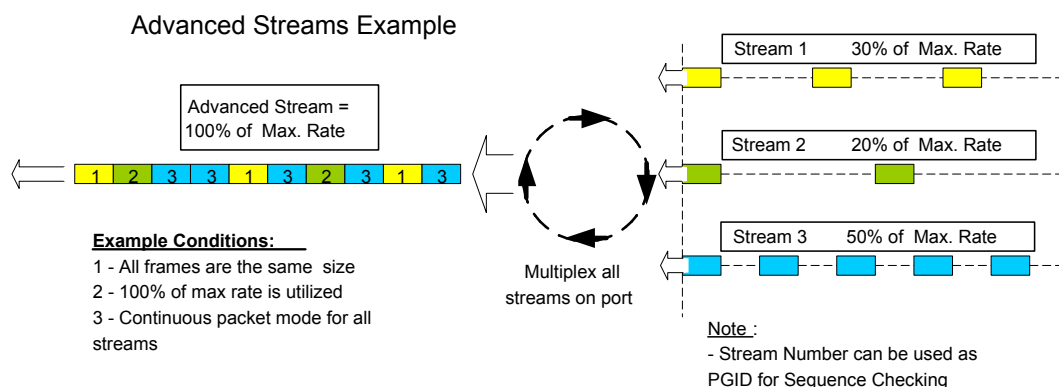 Advanced Streams Example
Advanced Stream =
100% of Max. Rate
1 2 3 3 1 3 2 3 1 3
Example Conditions:
1 - All frames are the same size
2 - 100% of max rate is utilized
3 - Continuous packet mode for all
streams
Multiplex all
streams on port
Stream 1 30% of Max. Rate
Stream 2 20% of Max. Rate
Stream 3 50% of Max. Rate
Note :
- Stream Number can be used as
PGID for Sequence Checking